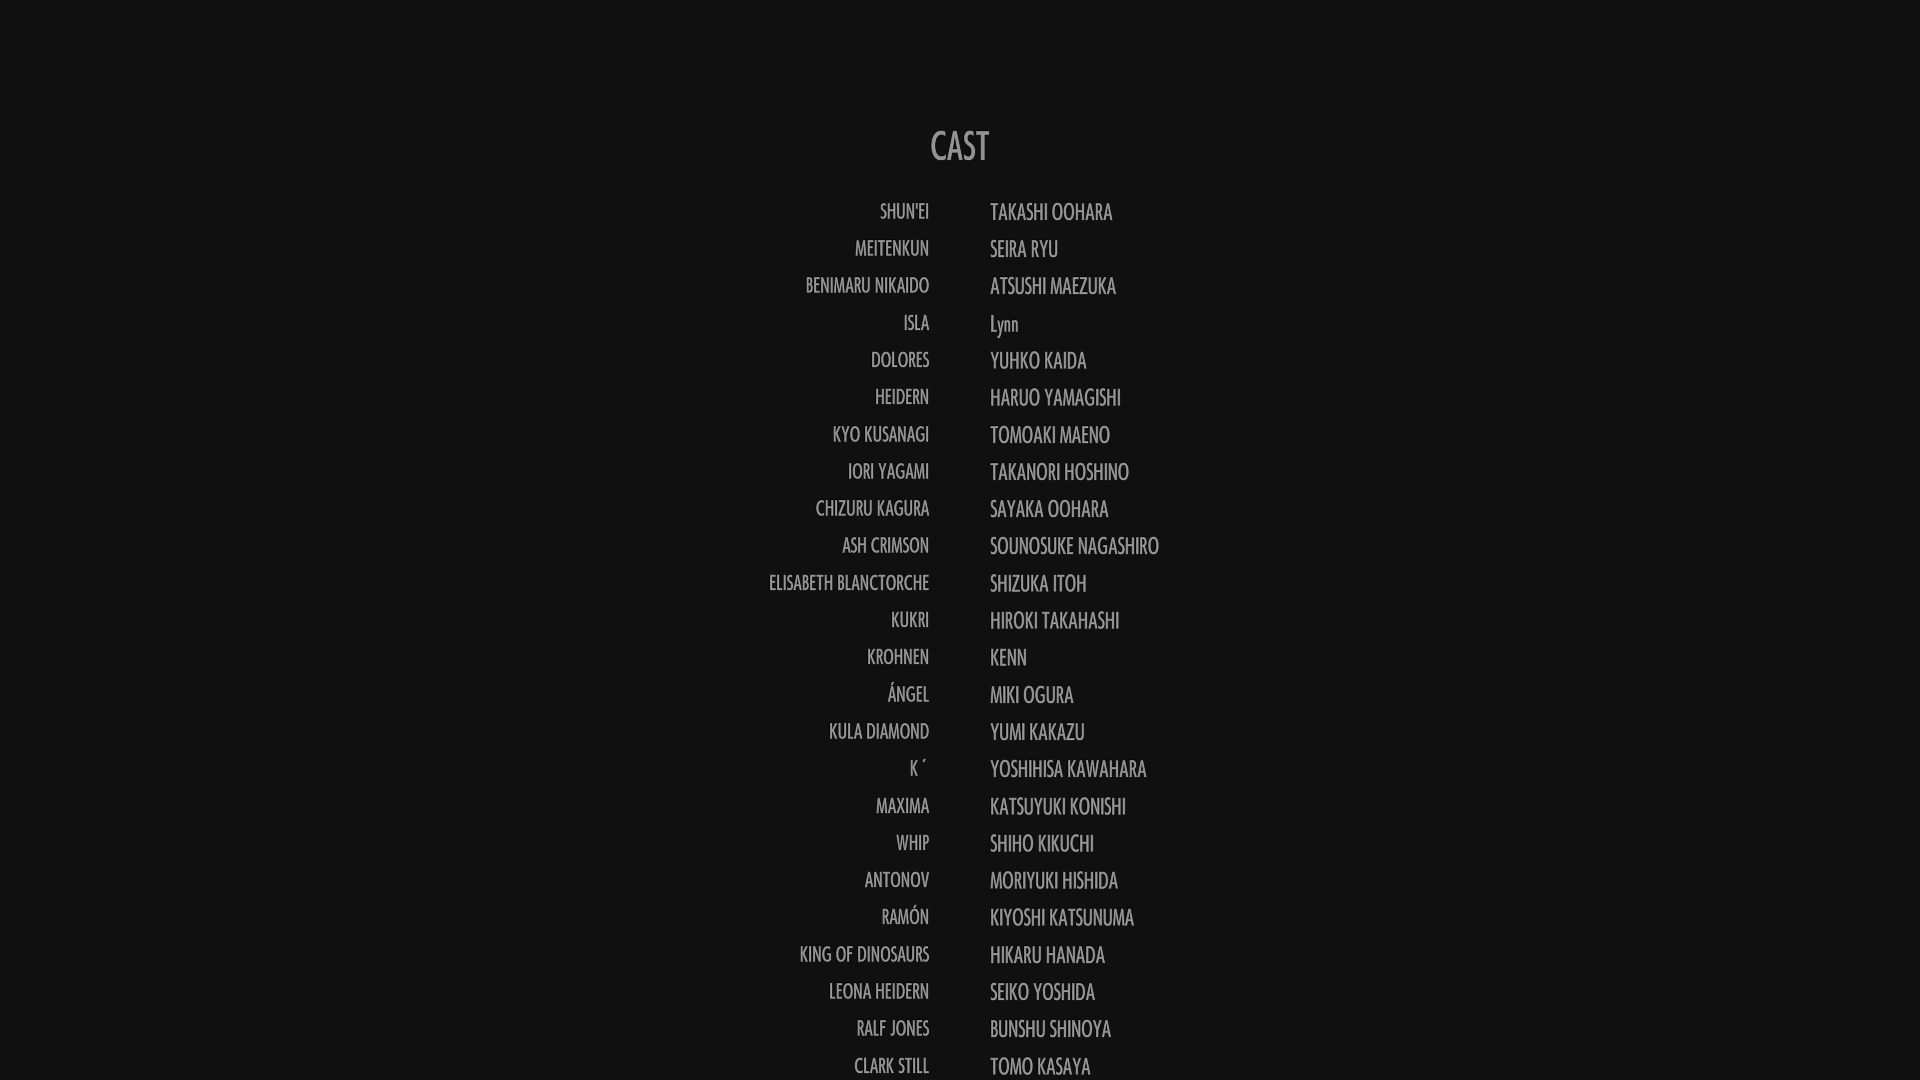 CAST
SHUN'EI TAKASHI OOHARA
MEITENKUN SEIRA RYU
BENIMARU NIKAIDO ATSUSHI MAEZUKA
ISLA Lynn
DOLORES YUHKO KAIDA
HEIDERN HARUO YAMAGISHI
KYO KUSANAGI TOMOAKI MAENO
IORI YAGAMI TAKANORI HOSHINO
CHIZURU KAGURA SAYAKA OOHARA
ASH CRIMSON SOUNOSUKE NAGASHIRO
ELISABETH BLANCTORCHE SHIZUKA ITOH
KUKRI HIROKI TAKAHASHI
KROHNEN KENN
ÁNGEL MIKI OGURA
KULA DIAMOND YUMI KAKAZU
K´ YOSHIHISA KAWAHARA
MAXIMA KATSUYUKI KONISHI
WHIP SHIHO KIKUCHI
ANTONOV MORIYUKI HISHIDA
RAMÓN KIYOSHI KATSUNUMA
KING OF DINOSAURS HIKARU HANADA
LEONA HEIDERN SEIKO YOSHIDA
RALF JONES BUNSHU SHINOYA
CLARK STILL TOMO KASAYA